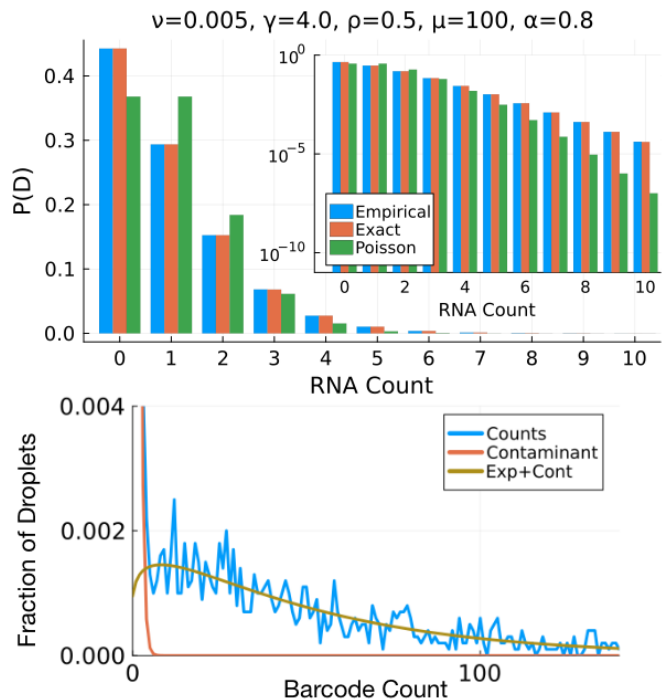 ν=0.005, γ=4.0, ρ=0.5, μ=100, α=0.8
P(D)
0.4
0.3
0.2
0.1
0.0
0 1 2 3 4 5 6 7 8 9 10
RNA Count
10^0
10^-5
10^-10
Empirical
Exact
Poisson
0 2 4 6 8 10
RNA Count
Fraction of Droplets
0.004
0.002
0.000
0 100
Barcode Count
Counts
Contaminant
Exp+Cont